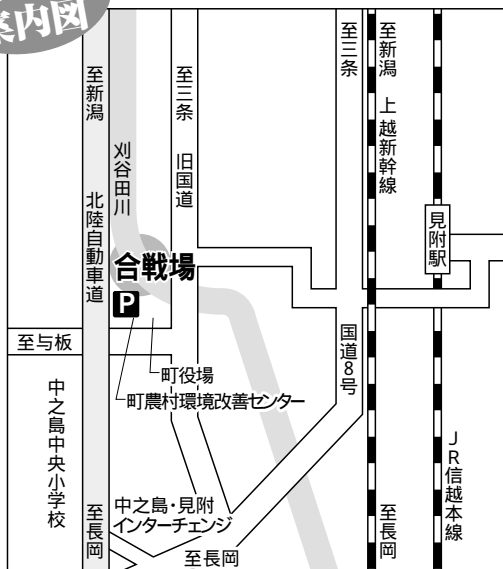 案内図
至新潟
北陸自動車道
至長岡
刈谷田川
至三条
旧国道
至三条
国道8号
至新潟
上越新幹線
至長岡
見附駅
JR信越本線
合戦場
P
至与板
町役場
町農村環境改善センター
中之島中央小学校
中之島・見附
インターチェンジ
至長岡